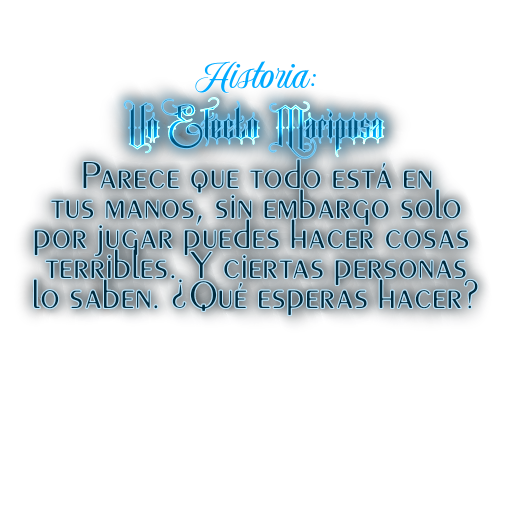 Historia:
Un Efecto Mariposa
Parece que todo está en
tus manos, sin embargo solo
por jugar puedes hacer cosas
terribles. Y ciertas personas
lo saben. ¿Qué esperas hacer?